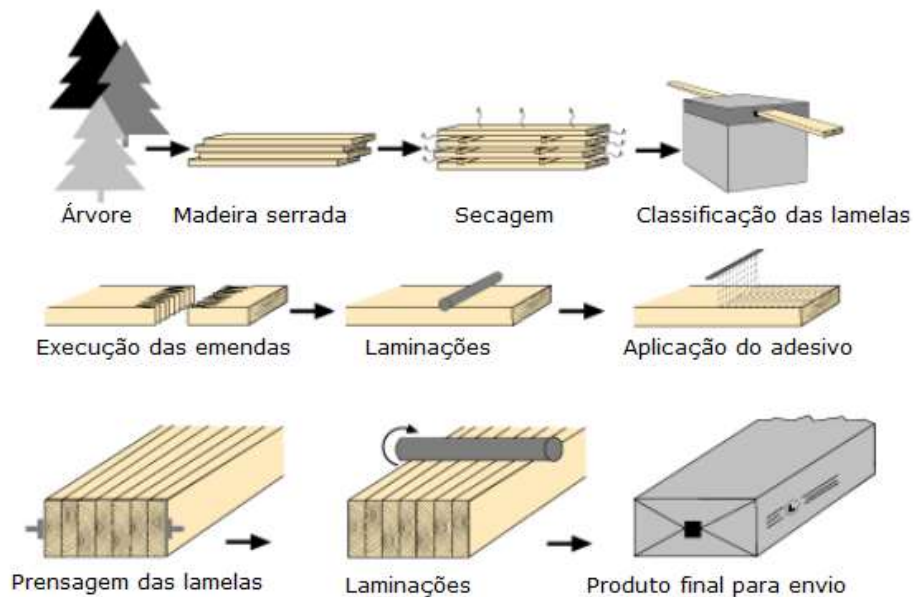 Árvore
Madeira serrada
Secagem
Classificação das lamelas
Execução das emendas
Laminações
Aplicação do adesivo
Prensagem das lamelas
Laminações
Produto final para envio